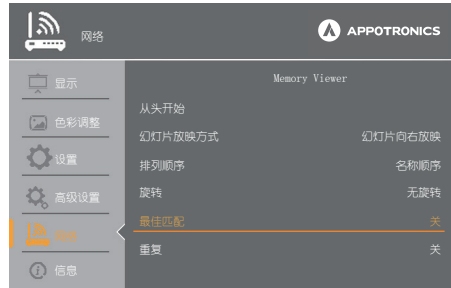 网络
APPOTRONICS
显示
色彩调整
设置
高级设置
网络
信息
Memory Viewer
从头开始
幻灯片放映方式 幻灯片向右放映
排列顺序 名称顺序
旋转 无旋转
最佳匹配 关
重复 关